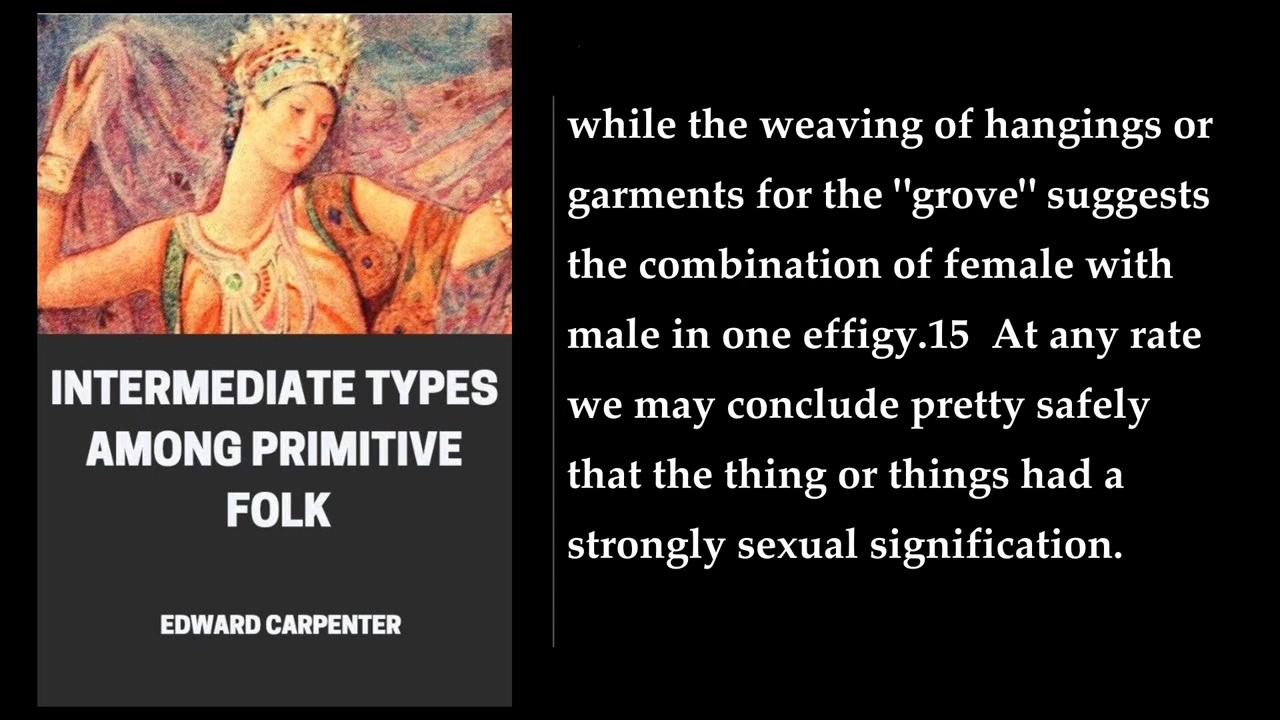 INTERMEDIATE TYPES
AMONG PRIMITIVE
FOLK
EDWARD CARPENTER
while the weaving of hangings or
garments for the "grove" suggests
the combination of female with
male in one effigy.15  At any rate
we may conclude pretty safely
that the thing or things had a
strongly sexual signification.